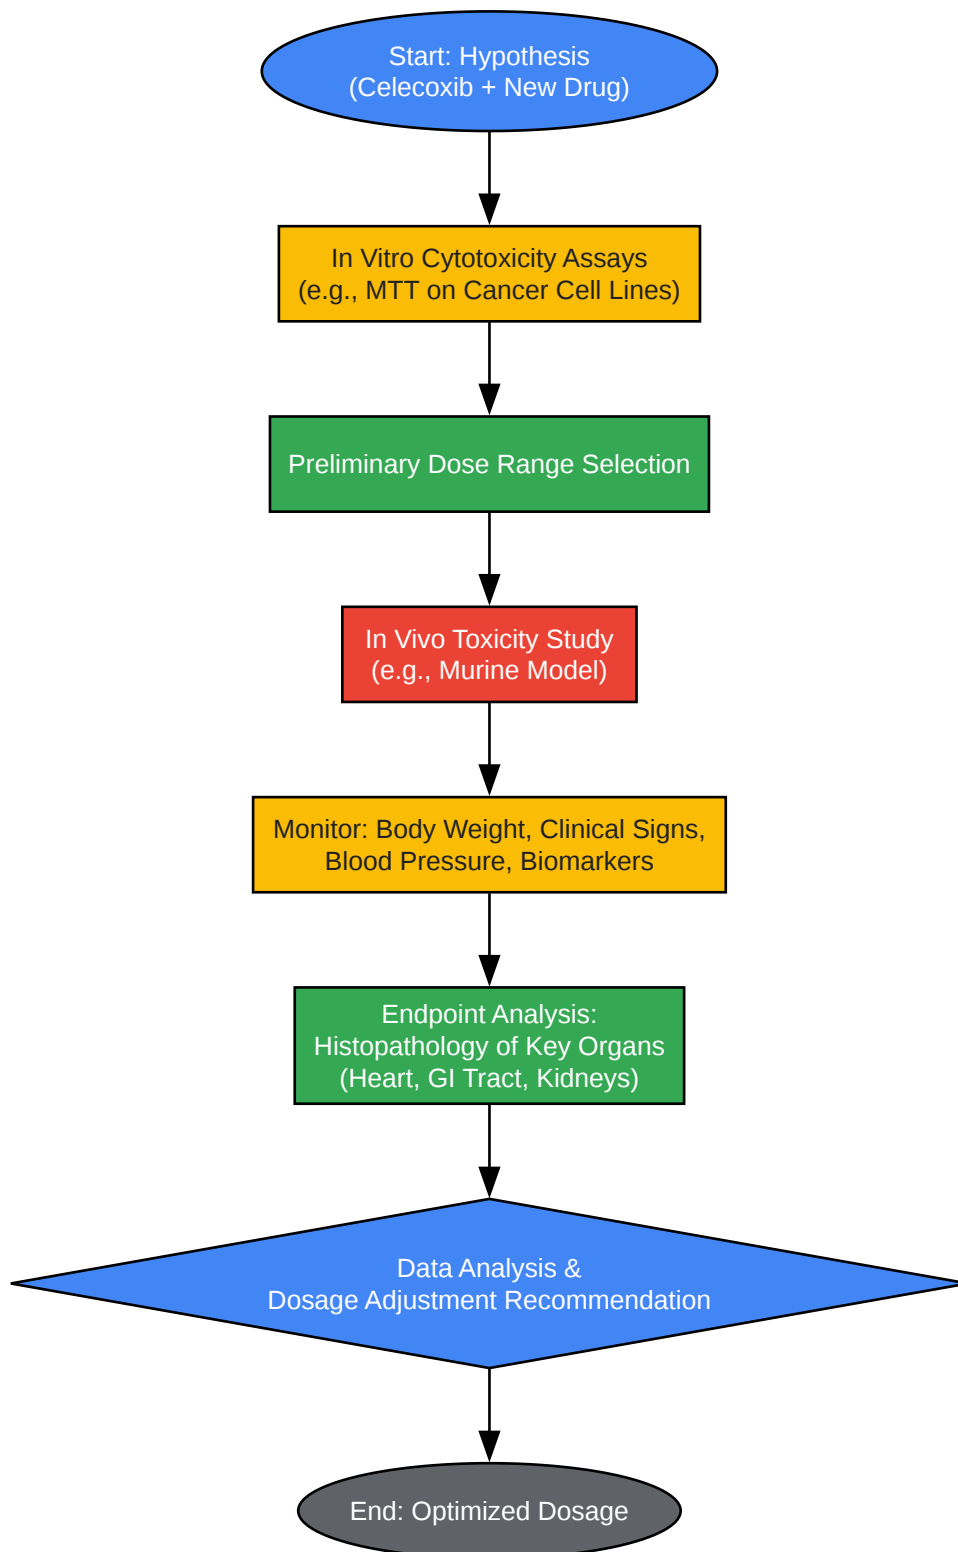 Start: Hypothesis
(Celecoxib + New Drug)
In Vitro Cytotoxicity Assays
(e.g., MTT on Cancer Cell Lines)
Preliminary Dose Range Selection
In Vivo Toxicity Study
(e.g., Murine Model)
Monitor: Body Weight, Clinical Signs,
Blood Pressure, Biomarkers
Endpoint Analysis:
Histopathology of Key Organs
(Heart, GI Tract, Kidneys)
Data Analysis &
Dosage Adjustment Recommendation
End: Optimized Dosage